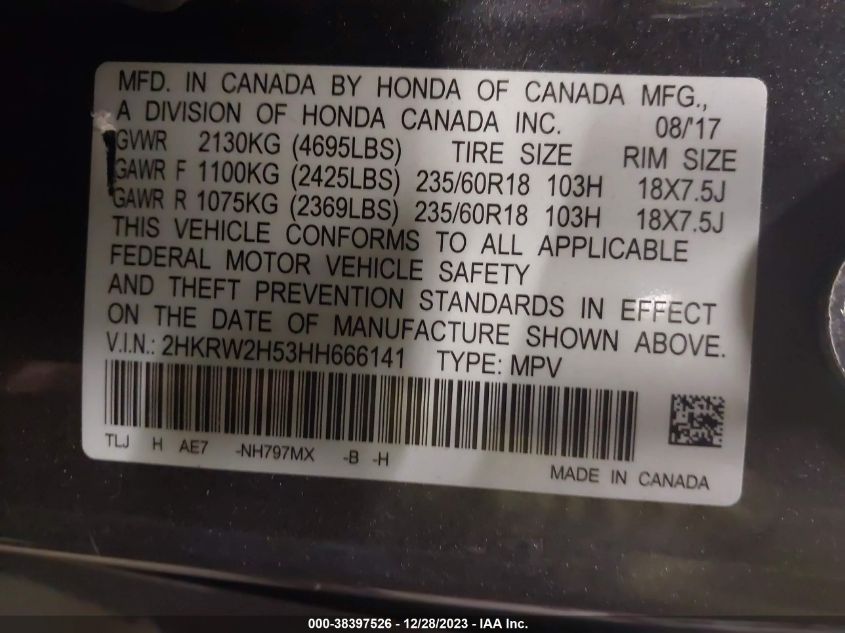 MFD. IN CANADA BY HONDA OF CANADA MFG.,
A DIVISION OF HONDA CANADA INC. 08/'17
GVWR 2130KG (4695LBS) TIRE SIZE RIM SIZE
GAWR F 1100KG (2425LBS) 235/60R18 103H 18X7.5J
GAWR R 1075KG (2369LBS) 235/60R18 103H 18X7.5J
THIS VEHICLE CONFORMS TO ALL APPLICABLE
FEDERAL MOTOR VEHICLE SAFETY
AND THEFT PREVENTION STANDARDS IN EFFECT
ON THE DATE OF MANUFACTURE SHOWN ABOVE.
V.I.N.: 2HKRW2H53HH666141 TYPE: MPV
TLJ H AE7 -NH797MX -B -H
MADE IN CANADA
000-38397526 - 12/28/2023 - IAA Inc.